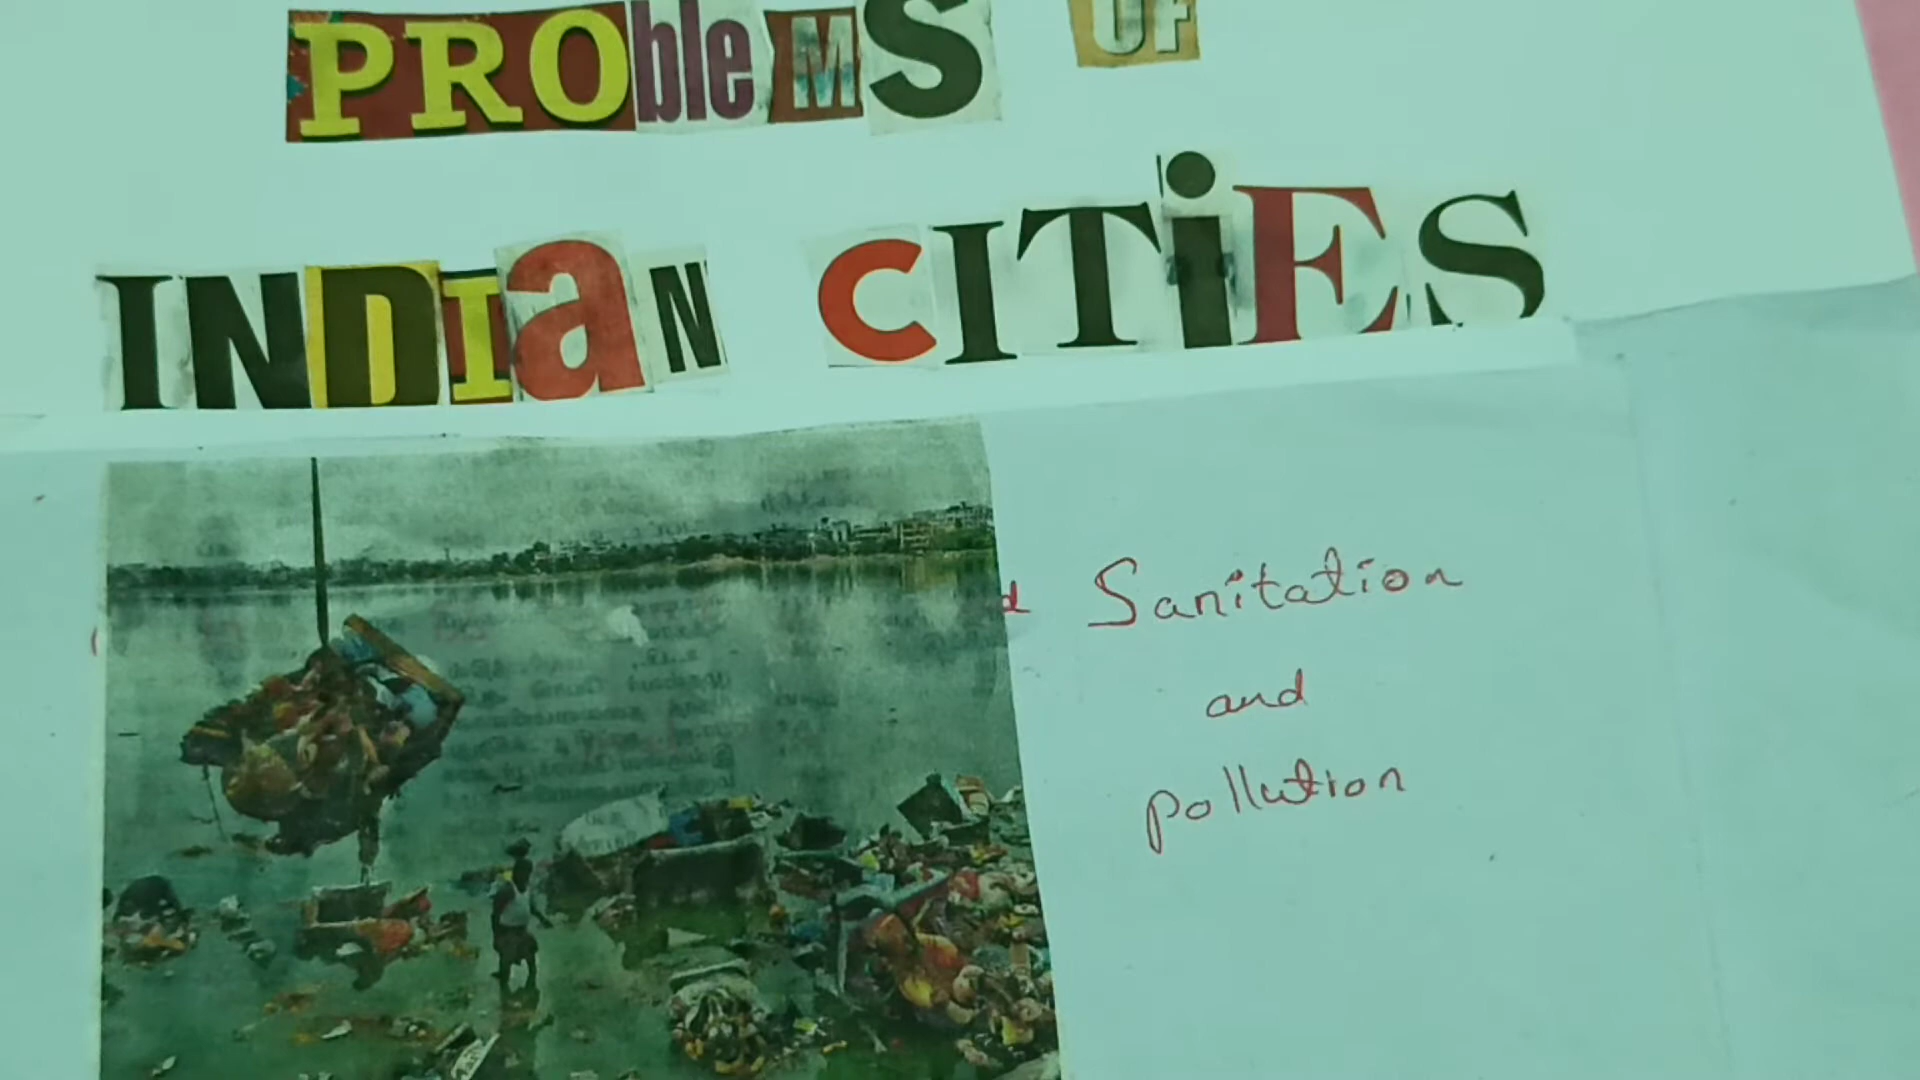 PRObleMS OF
INDIaN CITiES
d Sanitation
and
pollution